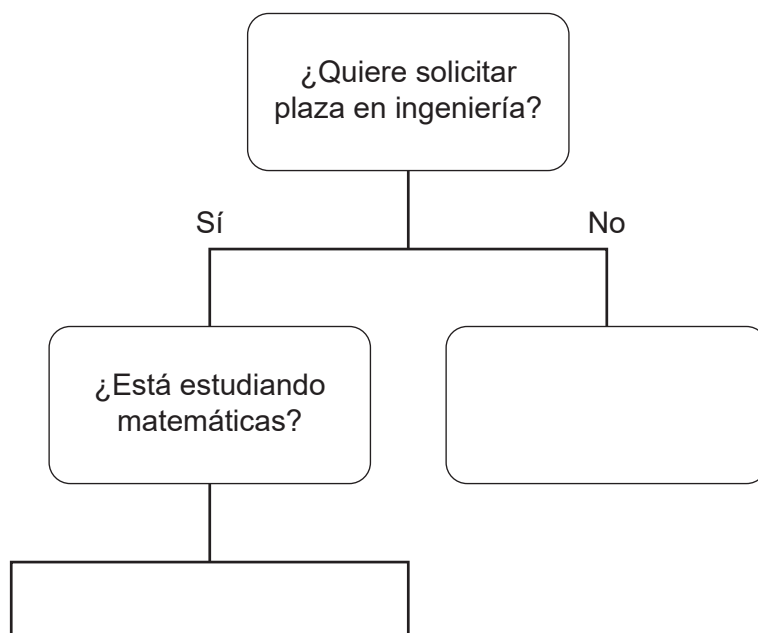 ¿Quiere solicitar
plaza en ingeniería?
Sí
No
¿Está estudiando
matemáticas?